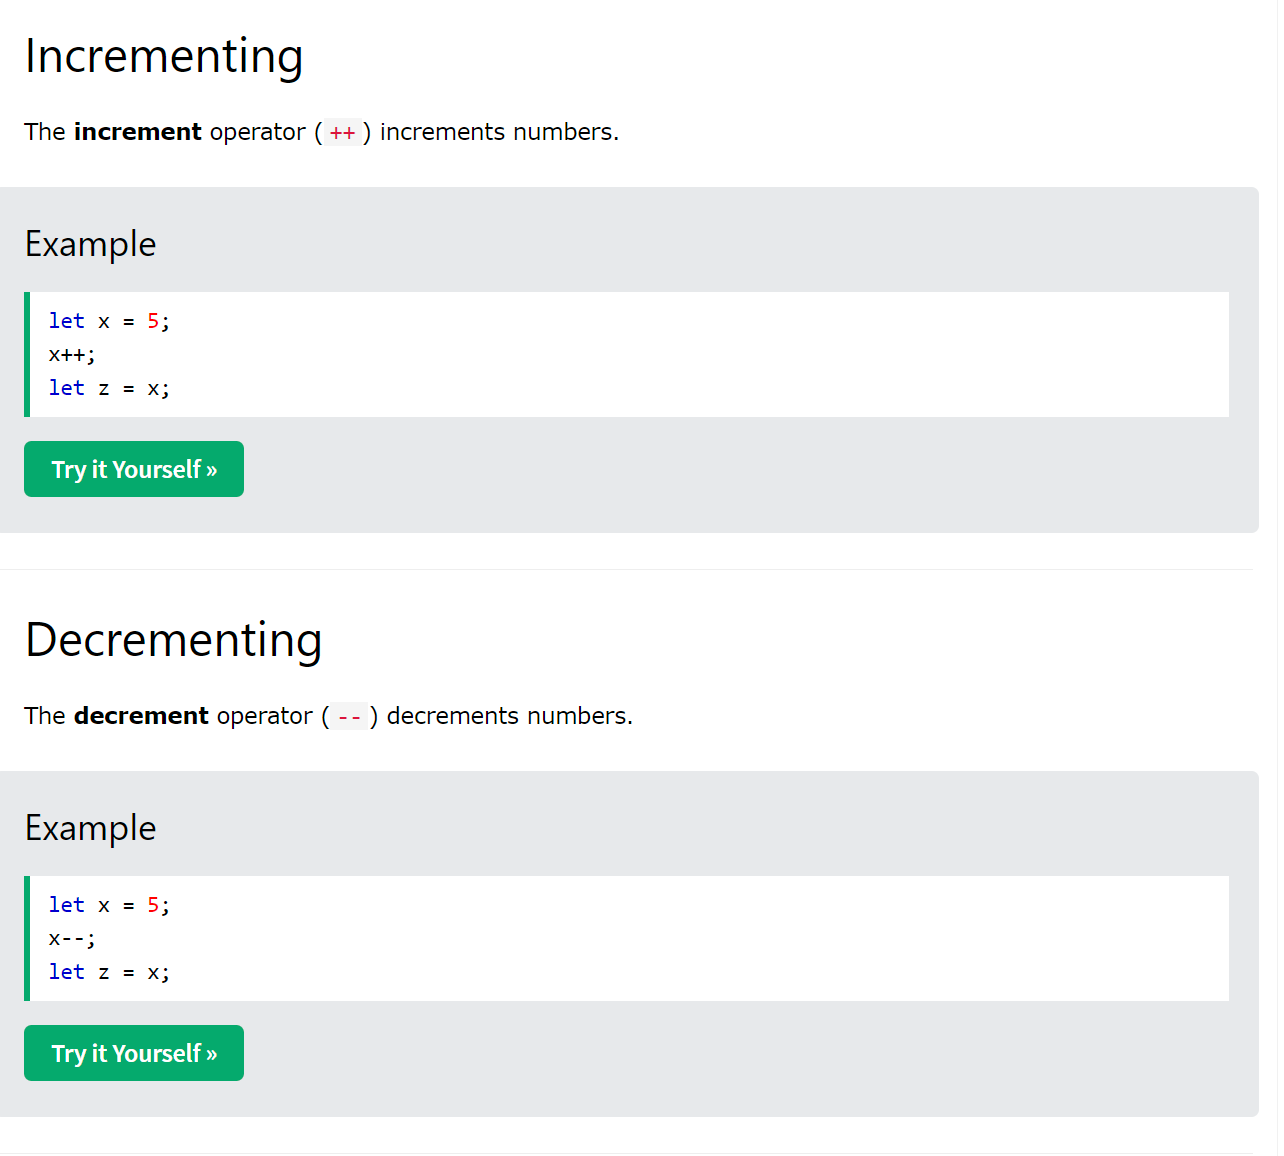 Incrementing
The increment operator (++) increments numbers.
Example
let x = 5;
x++;
let z = x;
Try it Yourself »
Decrementing
The decrement operator (--) decrements numbers.
Example
let x = 5;
x--;
let z = x;
Try it Yourself »